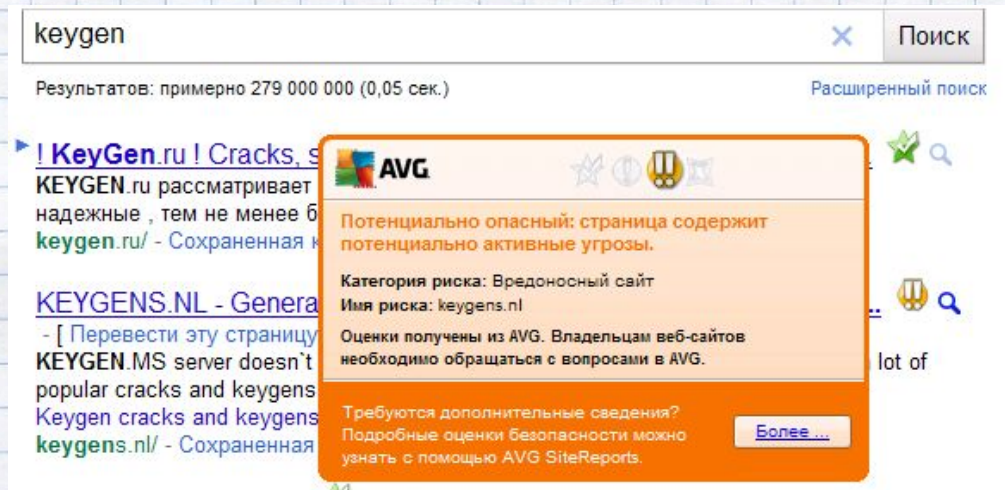 keygen
Поиск
Результатов: примерно 279 000 000 (0,05 сек.)
Расширенный поиск
! KeyGen.ru ! Cracks, s
KEYGEN.ru рассматривает
надежные , тем не менее б
keygen.ru/ - Сохраненная к
AVG
Потенциально опасный: страница содержит
потенциально активные угрозы.
Категория риска: Вредоносный сайт
Имя риска: keygens.nl
Оценки получены из AVG. Владельцам веб-сайтов
необходимо обращаться с вопросами в AVG.
Требуются дополнительные сведения?
Подробные оценки безопасности можно
узнать с помощью AVG SiteReports.
Более ...
KEYGENS.NL - Genera
..
- [ Перевести эту страницу
KEYGEN.MS server doesn`t
lot of
popular cracks and keygens
Keygen cracks and keygens
keygens.nl/ - Сохраненная